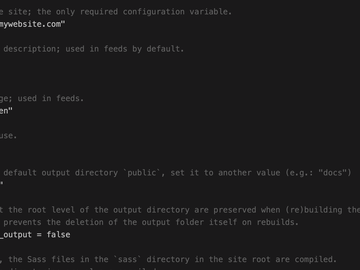 e site; the only required configuration variable.
mywebsite.com"
description; used in feeds by default.
ge; used in feeds.
en"
use.
default output directory `public`, set it to another value (e.g.: "docs")
"
t the root level of the output directory are preserved when (re)building the
prevents the deletion of the output folder itself on rebuilds.
_output = false
, the Sass files in the `sass` directory in the site root are compiled.